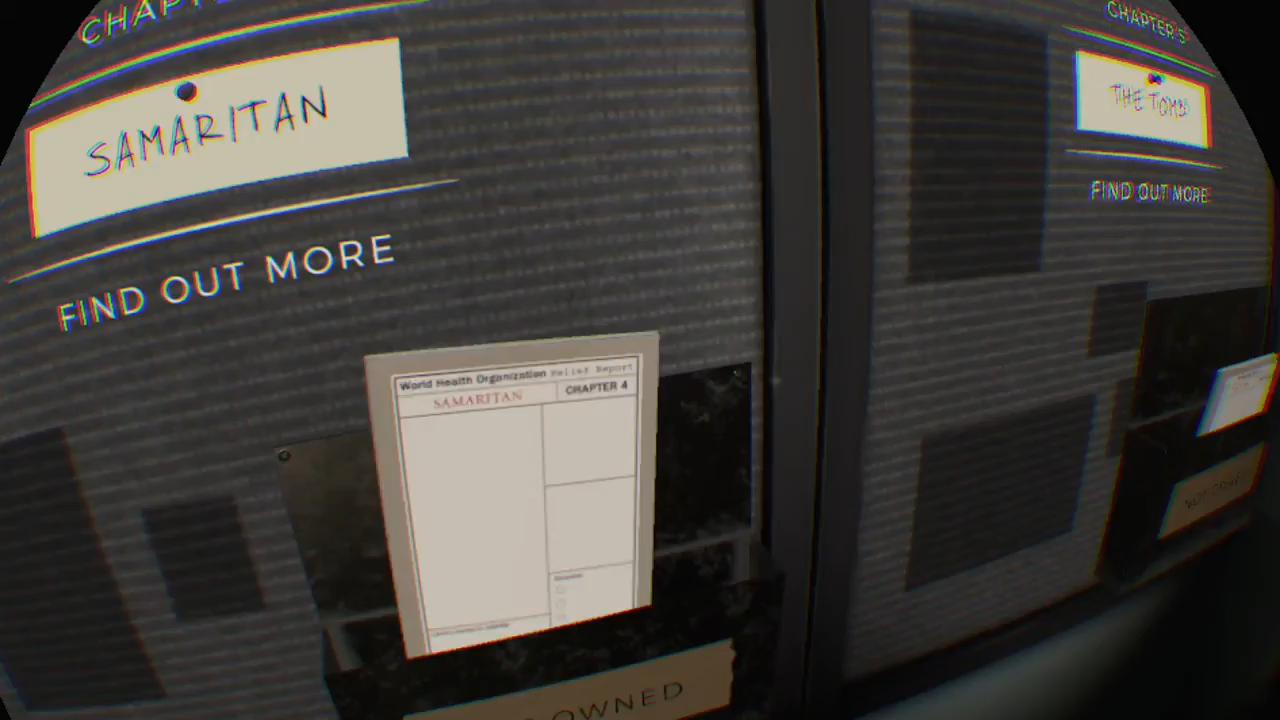 CHAPT
SAMARITAN
FIND OUT MORE
World Health Organization Relief Report
SAMARITAN
CHAPTER 4
OWNED
CHAPTER 5
THE TOMB
FIND OUT MORE